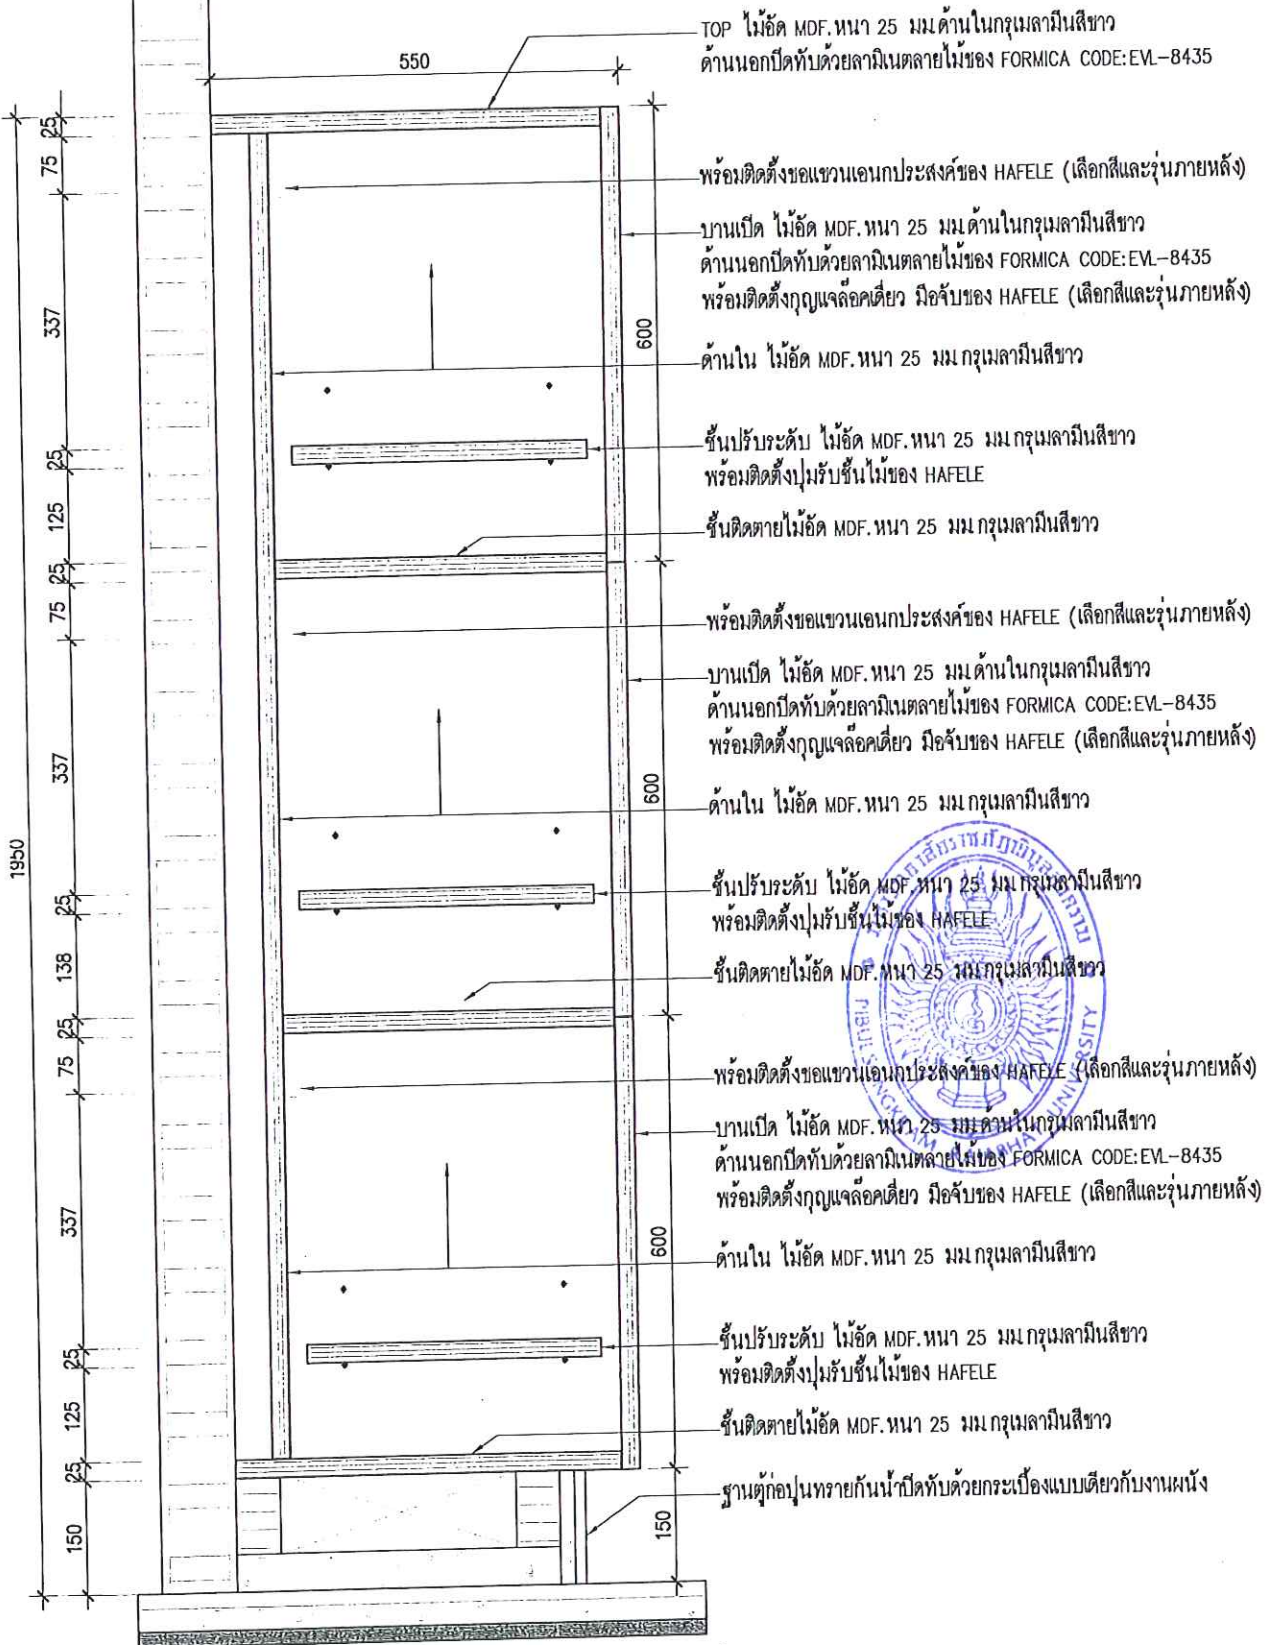 TOP ไม้อัด MDF.หนา 25 มม.ด้านในกรุเมลามีนสีขาว
ด้านนอกปิดทับด้วยลามิเนตลายไม้ของ FORMICA CODE:EVL-8435
550
25
75
337
25
125
25
75
337
25
138
25
75
337
25
125
25
150
1950
600
600
600
150
พร้อมติดตั้งขอแขวนเอนกประสงค์ของ HAFELE (เลือกสีและรุ่นภายหลัง)
บานเปิด ไม้อัด MDF.หนา 25 มม.ด้านในกรุเมลามีนสีขาว
ด้านนอกปิดทับด้วยลามิเนตลายไม้ของ FORMICA CODE:EVL-8435
พร้อมติดตั้งกุญแจล๊อคเดี่ยว มือจับของ HAFELE (เลือกสีและรุ่นภายหลัง)
ด้านใน ไม้อัด MDF.หนา 25 มม.กรุเมลามีนสีขาว
ชั้นปรับระดับ ไม้อัด MDF.หนา 25 มม.กรุเมลามีนสีขาว
พร้อมติดตั้งปุ่มรับชั้นไม้ของ HAFELE
ชั้นติดตายไม้อัด MDF.หนา 25 มม.กรุเมลามีนสีขาว
พร้อมติดตั้งขอแขวนเอนกประสงค์ของ HAFELE (เลือกสีและรุ่นภายหลัง)
บานเปิด ไม้อัด MDF.หนา 25 มม.ด้านในกรุเมลามีนสีขาว
ด้านนอกปิดทับด้วยลามิเนตลายไม้ของ FORMICA CODE:EVL-8435
พร้อมติดตั้งกุญแจล๊อคเดี่ยว มือจับของ HAFELE (เลือกสีและรุ่นภายหลัง)
ด้านใน ไม้อัด MDF.หนา 25 มม.กรุเมลามีนสีขาว
ชั้นปรับระดับ ไม้อัด MDF.หนา 25 มม.กรุเมลามีนสีขาว
พร้อมติดตั้งปุ่มรับชั้นไม้ของ HAFELE
ชั้นติดตายไม้อัด MDF.หนา 25 มม.กรุเมลามีนสีขาว
พร้อมติดตั้งขอแขวนเอนกประสงค์ของ HAFELE (เลือกสีและรุ่นภายหลัง)
บานเปิด ไม้อัด MDF.หนา 25 มม.ด้านในกรุเมลามีนสีขาว
ด้านนอกปิดทับด้วยลามิเนตลายไม้ของ FORMICA CODE:EVL-8435
พร้อมติดตั้งกุญแจล๊อคเดี่ยว มือจับของ HAFELE (เลือกสีและรุ่นภายหลัง)
ด้านใน ไม้อัด MDF.หนา 25 มม.กรุเมลามีนสีขาว
ชั้นปรับระดับ ไม้อัด MDF.หนา 25 มม.กรุเมลามีนสีขาว
พร้อมติดตั้งปุ่มรับชั้นไม้ของ HAFELE
ชั้นติดตายไม้อัด MDF.หนา 25 มม.กรุเมลามีนสีขาว
ฐานตู้ก่อปูนทรายกันน้ำปิดทับด้วยกระเบื้องแบบเดียวกับงานผนัง
PIBULSONGKRAM RAJABHAT UNIVERSITY